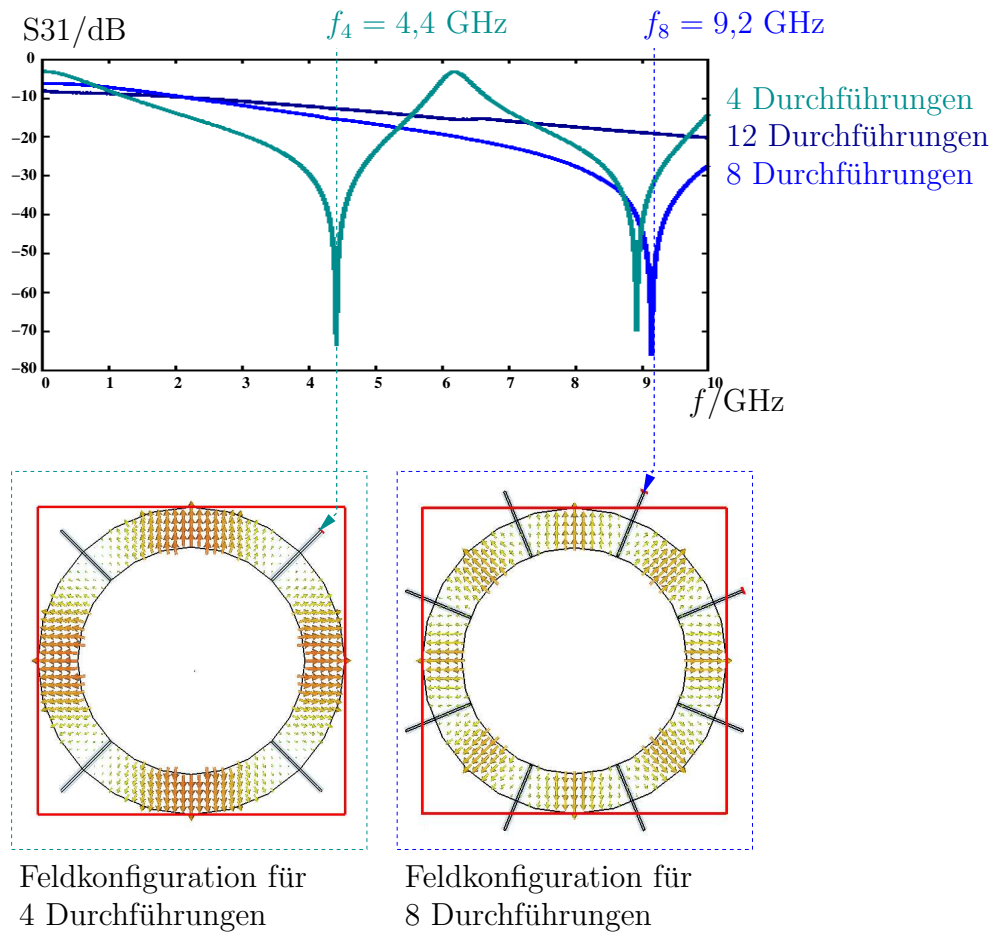 S31/dB
f₄ = 4,4 GHz
f₈ = 9,2 GHz
0
−10
−20
−30
−40
−50
−60
−70
−80
0 1 2 3 4 5 6 7 8 9 10
f/GHz
4 Durchführungen
12 Durchführungen
8 Durchführungen
Feldkonfiguration für
4 Durchführungen
Feldkonfiguration für
8 Durchführungen